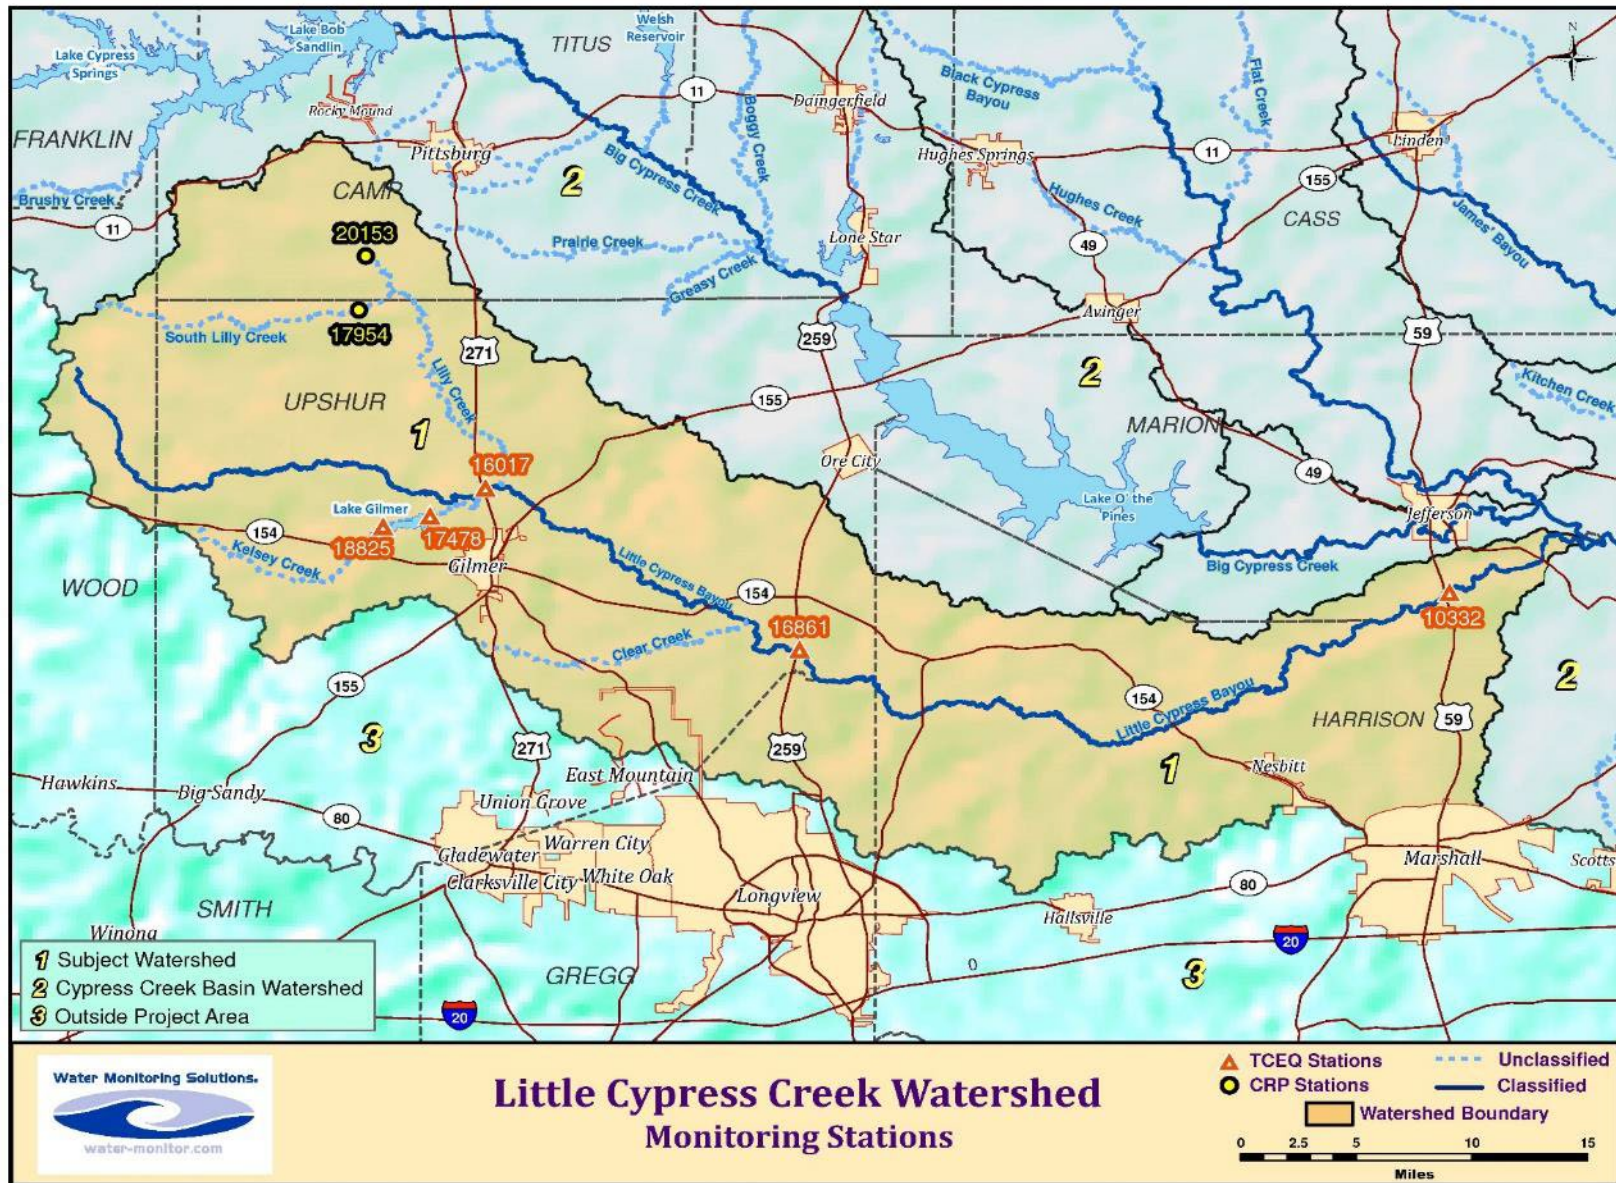 Lake Cypress
Springs
Lake Bob
Sandlin
TITUS
Welsh
Reservoir
N
Rocky Mound
11
Daingerfield
Black Cypress
Bayou
Flat Creek
FRANKLIN
Pittsburg
Boggy Creek
Hughes Springs
11
Linden
Brushy Creek
CAMP
2
Big Cypress Creek
Hughes Creek
155
CASS
James' Bayou
11
20153
Prairie Creek
Lone Star
49
Greasy Creek
Avinger
South Lilly Creek
17954
271
259
59
Lilly Creek
2
Kitchen Creek
UPSHUR
1
155
MARION
16017
Ore City
49
Lake Gilmer
Lake O' the
Pines
Jefferson
154
18825
17478
Kelsey Creek
Gilmer
Big Cypress Creek
WOOD
Little Cypress Bayou
154
16861
10332
Clear Creek
155
154
2
Little Cypress Bayou
HARRISON
59
3
271
259
1
Nesbitt
Hawkins
Big Sandy
East Mountain
Union Grove
80
Gladewater
Warren City
Marshall
Scotts
Clarksville City
White Oak
Longview
80
SMITH
Hallsville
Winona
20
0
GREGG
3
20
1 Subject Watershed
2 Cypress Creek Basin Watershed
3 Outside Project Area
Water Monitoring Solutions.
water-monitor.com
Little Cypress Creek Watershed
Monitoring Stations
TCEQ Stations
Unclassified
CRP Stations
Classified
Watershed Boundary
0 2.5 5 10 15
Miles